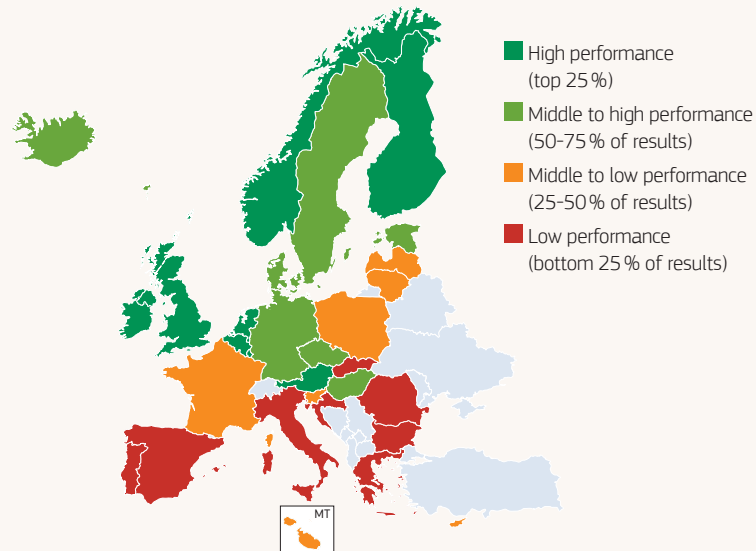 High performance
(top 25 %)
Middle to high performance
(50-75 % of results)
Middle to low performance
(25-50 % of results)
Low performance
(bottom 25 % of results)
MT